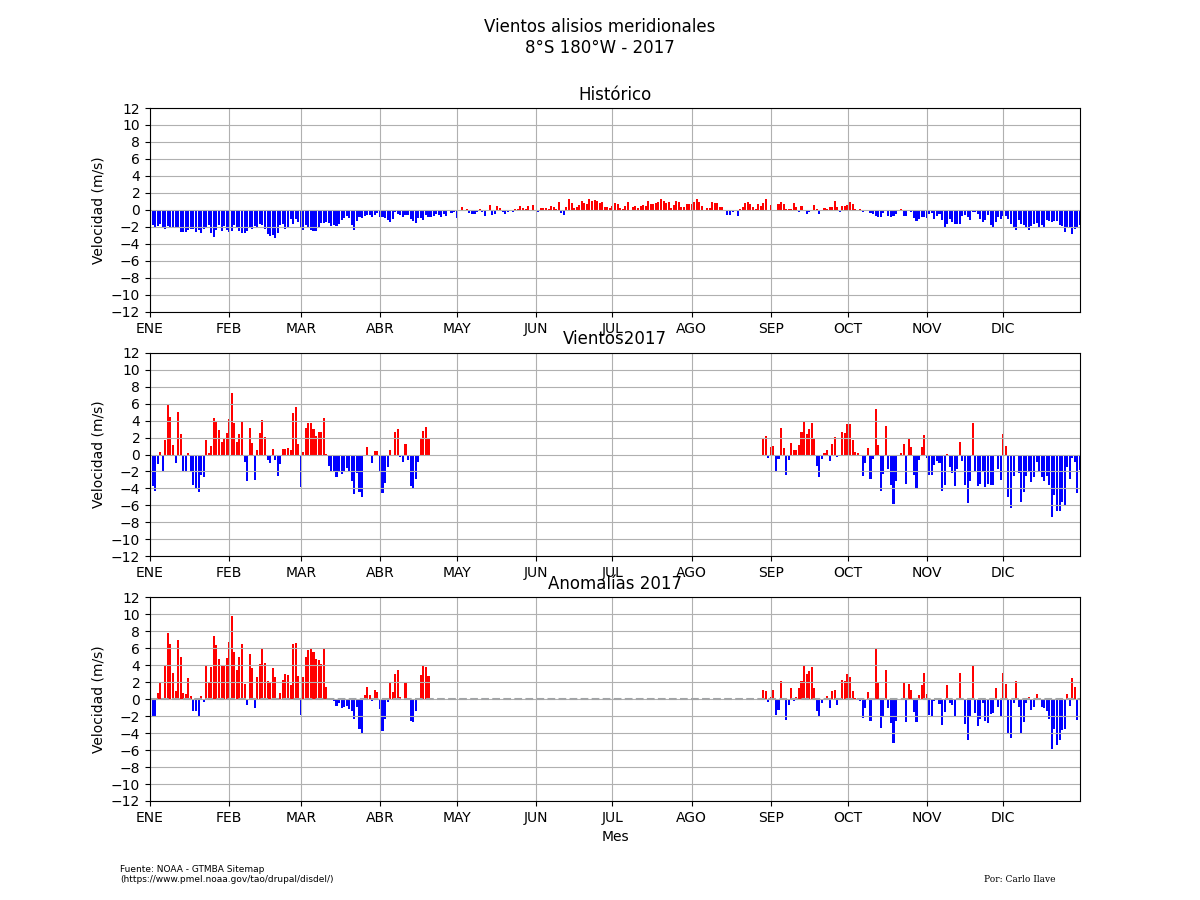 Vientos alisios meridionales
8°S 180°W - 2017
Histórico
Velocidad (m/s)
12
10
8
6
4
2
0
−2
−4
−6
−8
−10
−12
ENE FEB MAR ABR MAY JUN JUL AGO SEP OCT NOV DIC
Vientos2017
Velocidad (m/s)
12
10
8
6
4
2
0
−2
−4
−6
−8
−10
−12
ENE FEB MAR ABR MAY JUN JUL AGO SEP OCT NOV DIC
Anomalías 2017
Velocidad (m/s)
12
10
8
6
4
2
0
−2
−4
−6
−8
−10
−12
ENE FEB MAR ABR MAY JUN JUL AGO SEP OCT NOV DIC
Mes
Fuente: NOAA - GTMBA Sitemap
(https://www.pmel.noaa.gov/tao/drupal/disdel/)
Por: Carlo Ilave